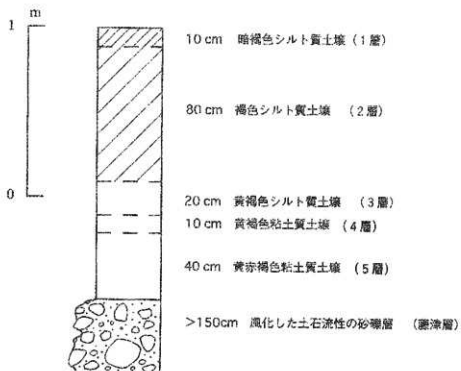 m
1
10 cm 暗褐色シルト質土壌 (1層)
80 cm 褐色シルト質土壌 (2層)
0
20 cm 黄褐色シルト質土壌 (3層)
10 cm 黄褐色粘土質土壌 (4層)
40 cm 黄赤褐色粘土質土壌 (5層)
>150cm 風化した土石流性の砂礫層 (藤津層)